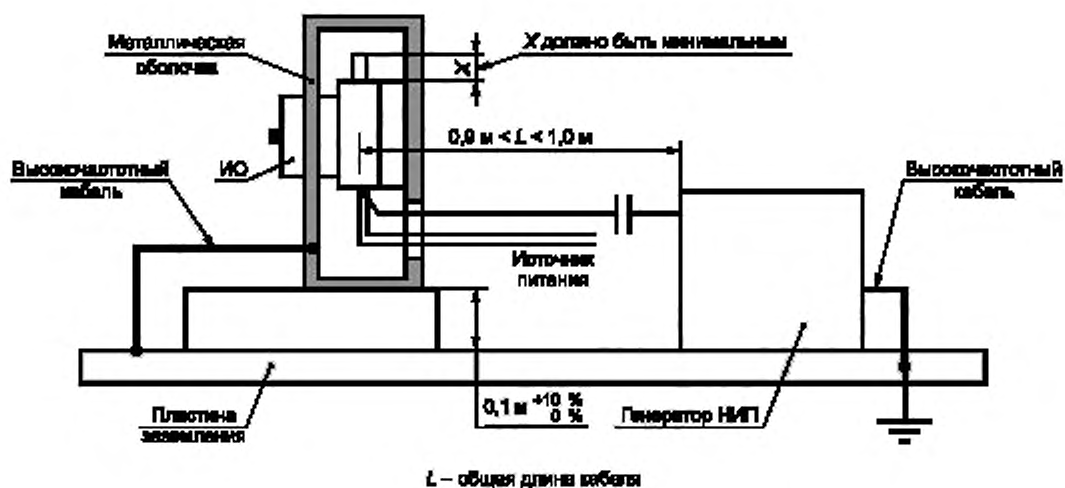 Металлическая
оболочка
X должно быть минимальным
X
0,9 м < L < 1,0 м
Высокочастотный
кабель
ИО
Высокочастотный
кабель
Источник
питания
Пластина
заземления
0,1 м +10 %
0 %
Генератор НИП
L – общая длина кабеля